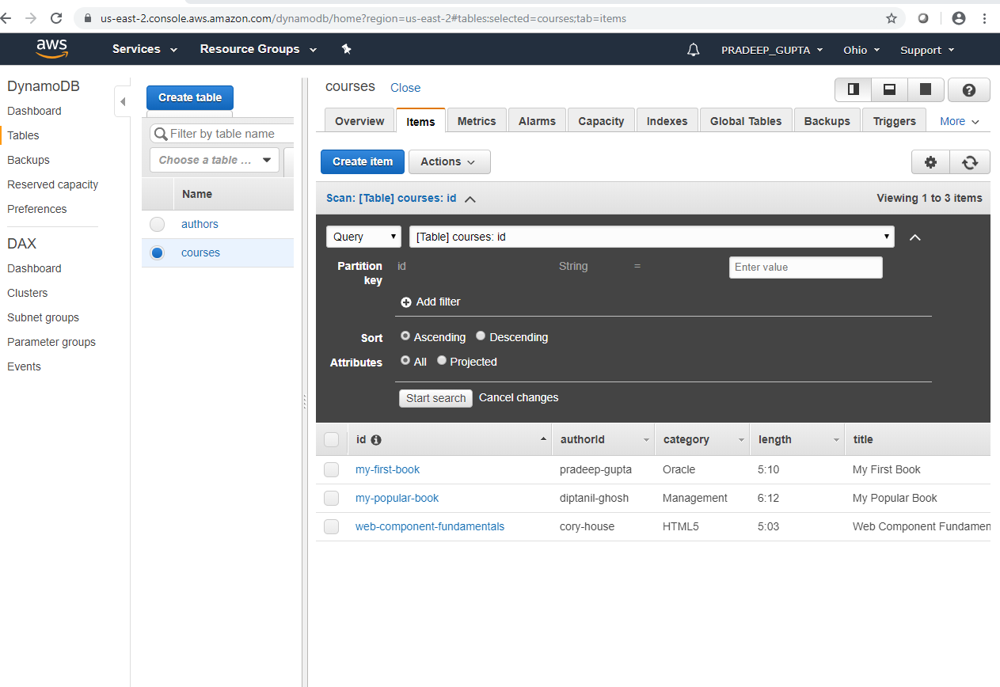 us-east-2.console.aws.amazon.com/dynamodb/home?region=us-east-2#tables:selected=courses;tab=items
aws Services Resource Groups PRADEEP_GUPTA Ohio Support
DynamoDB
Dashboard
Tables
Backups
Reserved capacity
Preferences
DAX
Dashboard
Clusters
Subnet groups
Parameter groups
Events
Create table
Filter by table name
Choose a table ...
Name
authors
courses
courses Close
Overview Items Metrics Alarms Capacity Indexes Global Tables Backups Triggers More
Create item Actions
Scan: [Table] courses: id Viewing 1 to 3 items
Query [Table] courses: id
Partition key id String = Enter value
Add filter
Sort Ascending Descending
Attributes All Projected
Start search Cancel changes
id authorId category length title
my-first-book pradeep-gupta Oracle 5:10 My First Book
my-popular-book diptanil-ghosh Management 6:12 My Popular Book
web-component-fundamentals cory-house HTML5 5:03 Web Component Fundamen